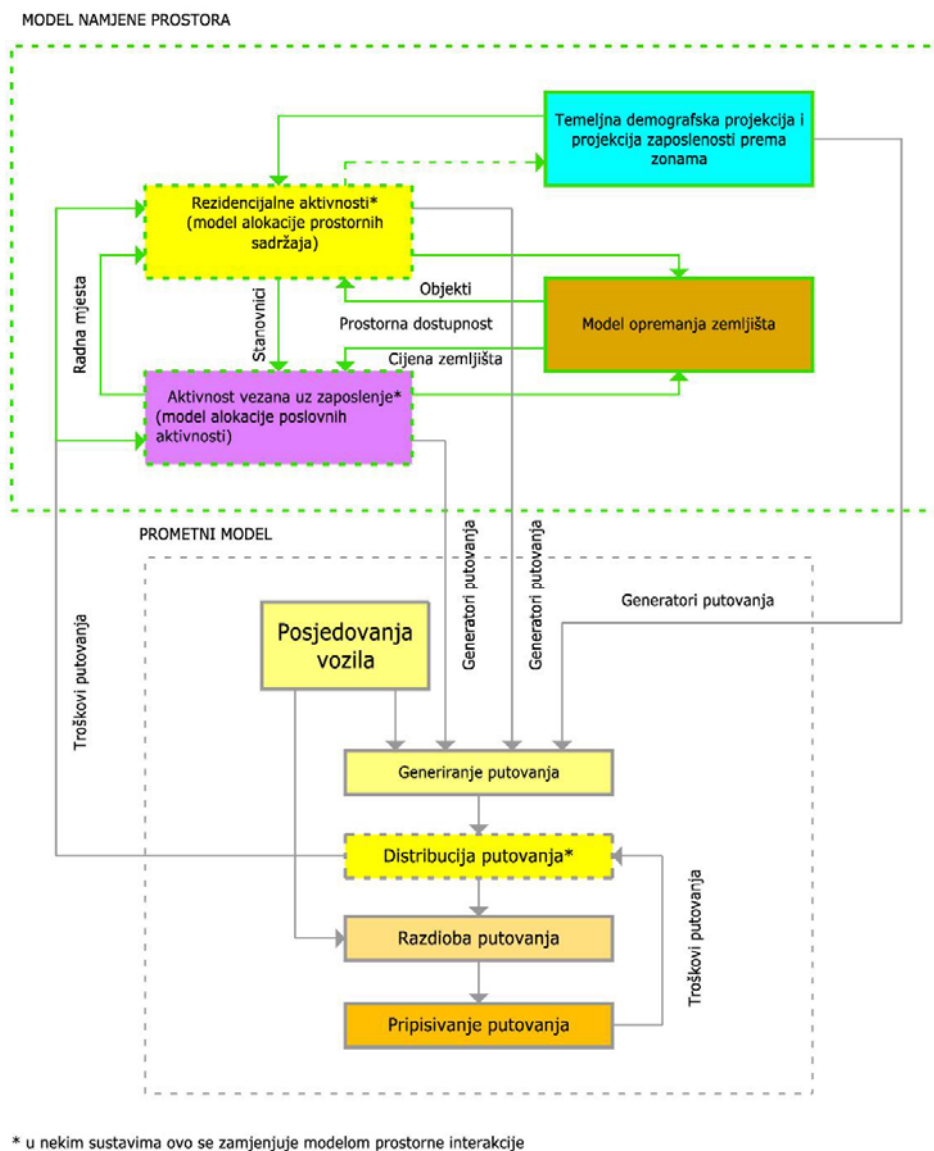 MODEL NAMJENE PROSTORA
Temeljna demografska projekcija i
projekcija zaposlenosti prema
zonama
Rezidencijalne aktivnosti*
(model alokacije prostornih
sadržaja)
Radna mjesta
Stanovnici
Objekti
Prostorna dostupnost
Cijena zemljišta
Model opremanja zemljišta
Aktivnost vezana uz zaposlenje*
(model alokacije poslovnih
aktivnosti)
PROMETNI MODEL
Troškovi putovanja
Generatori putovanja
Generatori putovanja
Generatori putovanja
Posjedovanja
vozila
Generiranje putovanja
Distribucija putovanja*
Razdioba putovanja
Pripisivanje putovanja
Troškovi putovanja
* u nekim sustavima ovo se zamjenjuje modelom prostorne interakcije